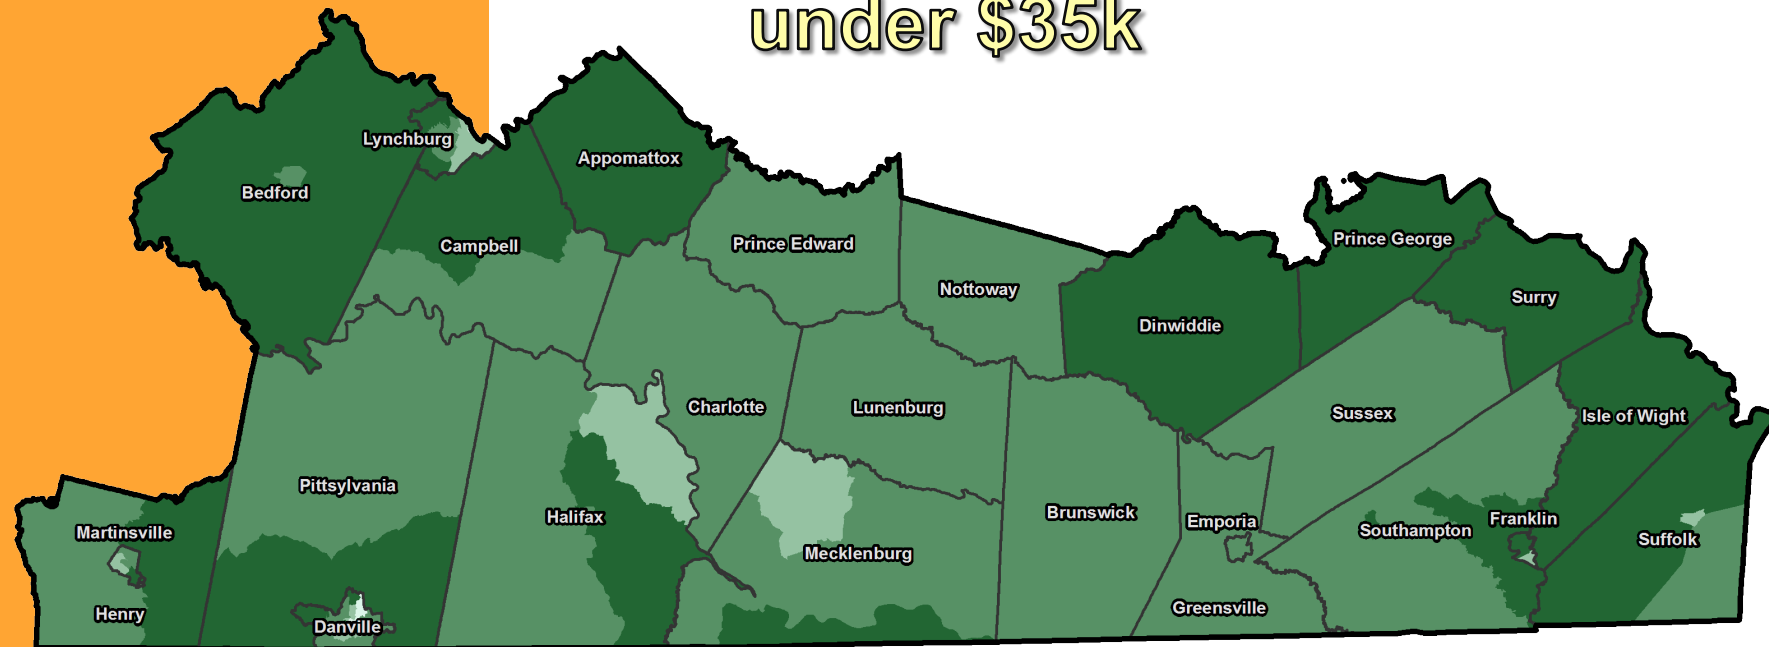 under $35k
Lynchburg
Appomattox
Bedford
Campbell
Prince Edward
Prince George
Nottoway
Surry
Dinwiddie
Charlotte
Lunenburg
Sussex
Isle of Wight
Pittsylvania
Halifax
Brunswick
Emporia
Franklin
Southampton
Martinsville
Suffolk
Mecklenburg
Henry
Greensville
Danville